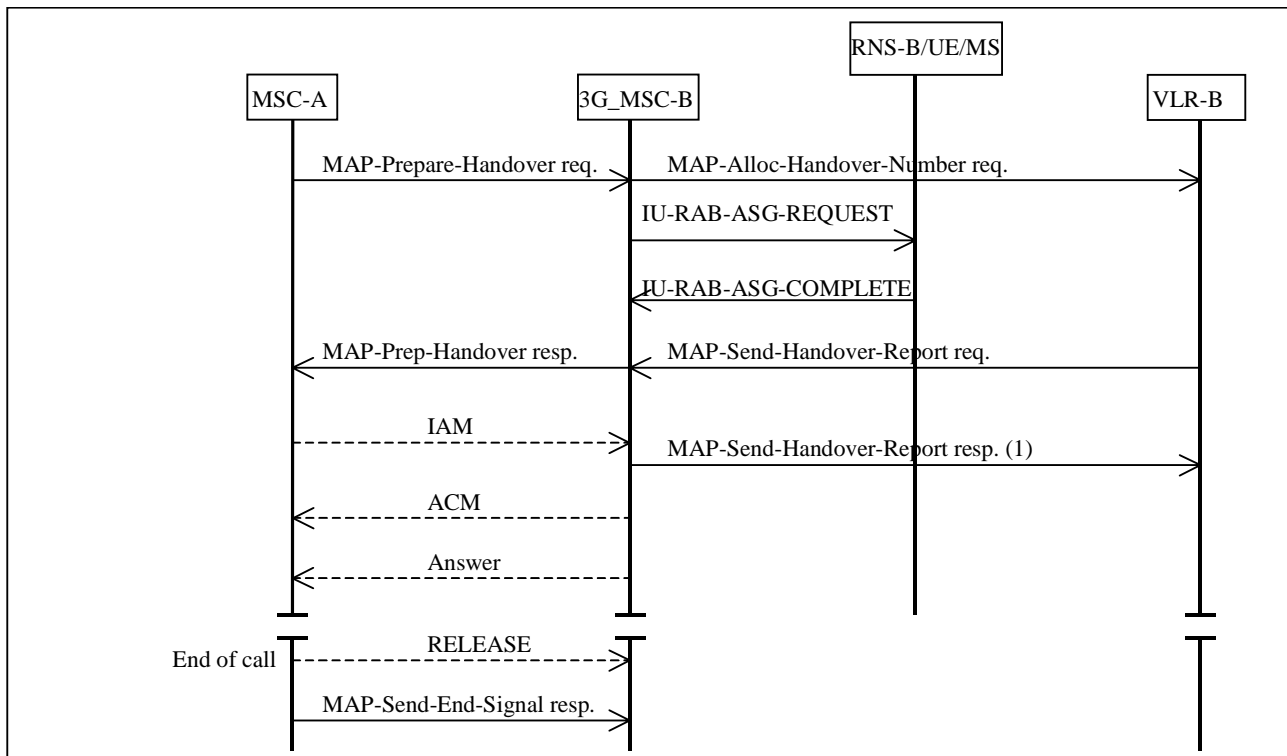 RNS-B/UE/MS
MSC-A
3G_MSC-B
VLR-B
MAP-Prepare-Handover req.
MAP-Alloc-Handover-Number req.
IU-RAB-ASG-REQUEST
IU-RAB-ASG-COMPLETE
MAP-Prep-Handover resp.
MAP-Send-Handover-Report req.
IAM
MAP-Send-Handover-Report resp. (1)
ACM
Answer
RELEASE
End of call
MAP-Send-End-Signal resp.